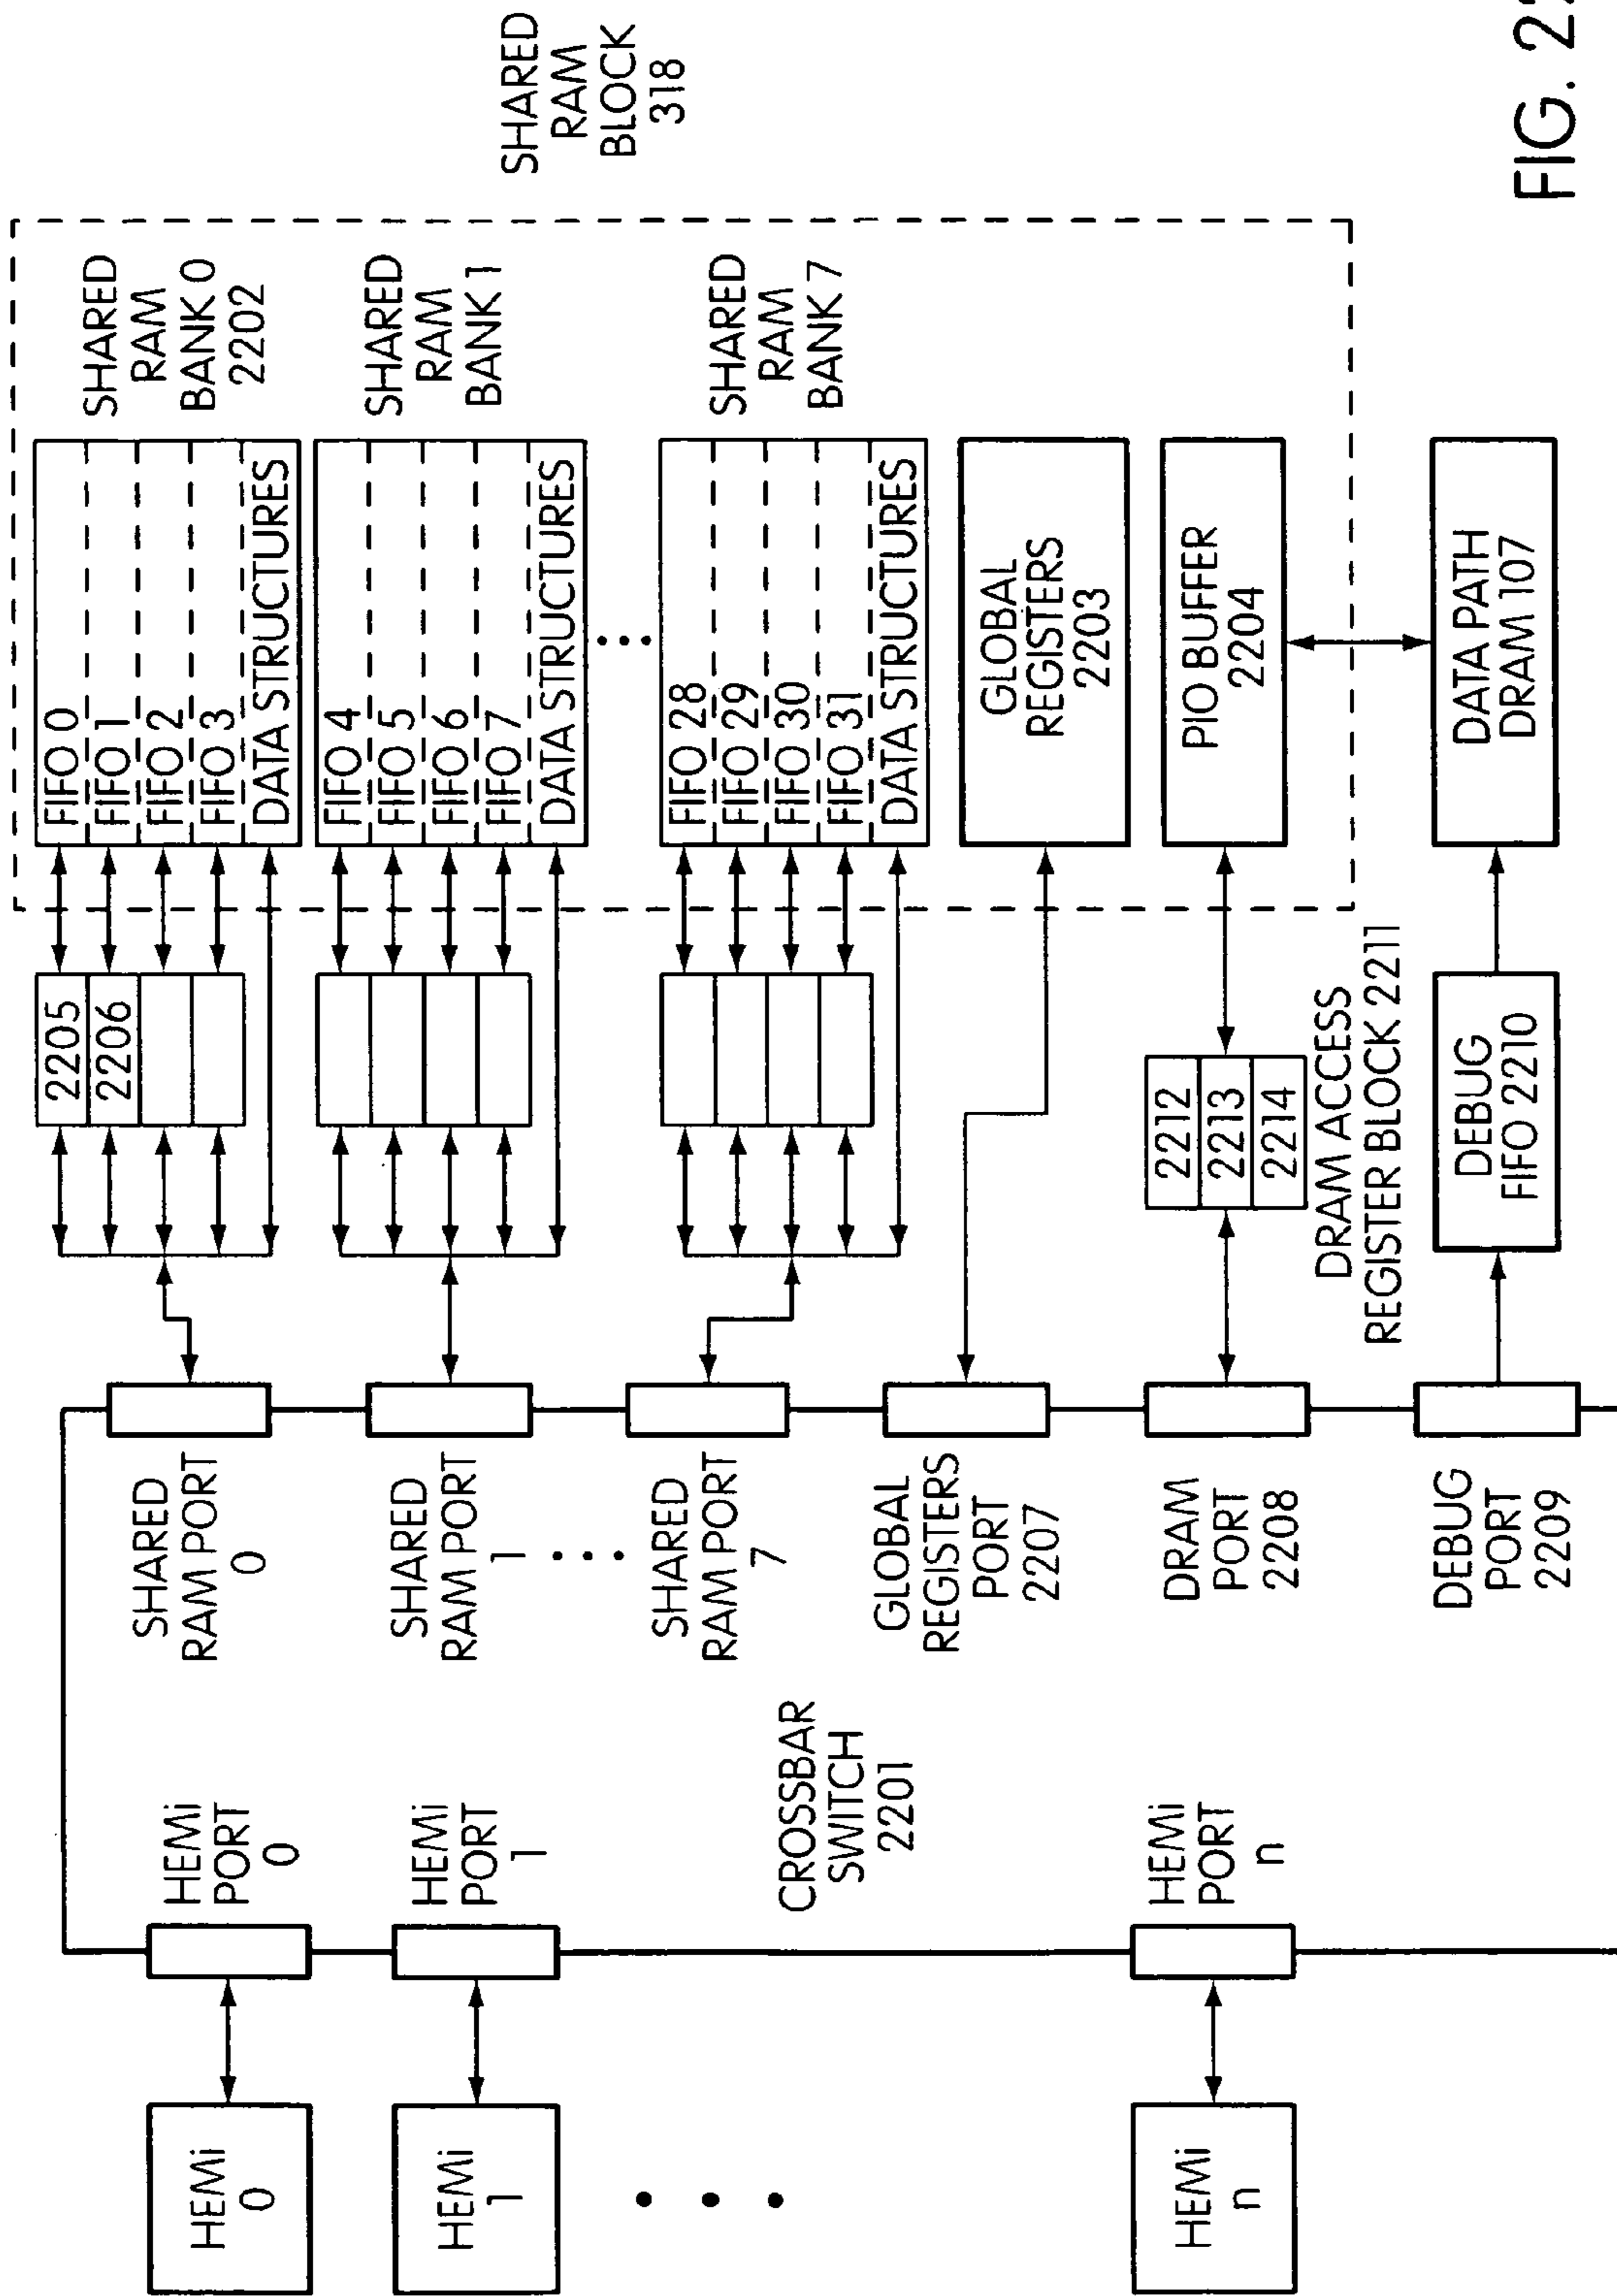 HEMi
0
HEMi
1
HEMi
n
HEMi
PORT
0
HEMi
PORT
1
HEMi
PORT
n
CROSSBAR
SWITCH
2201
SHARED
RAM PORT
0
SHARED
RAM PORT
1
SHARED
RAM PORT
7
GLOBAL
REGISTERS
PORT
2207
DRAM
PORT
2208
DEBUG
PORT
2209
2205
2206
2212
2213
2214
DRAM ACCESS
REGISTER BLOCK 2211
DEBUG
FIFO 2210
FIFO 0
FIFO 1
FIFO 2
FIFO 3
DATA STRUCTURES
FIFO 4
FIFO 5
FIFO 6
FIFO 7
DATA STRUCTURES
FIFO 28
FIFO 29
FIFO 30
FIFO 31
DATA STRUCTURES
GLOBAL
REGISTERS
2203
PIO BUFFER
2204
DATA PATH
DRAM 107
SHARED
RAM
BANK 0
2202
SHARED
RAM
BANK 1
SHARED
RAM
BANK 7
SHARED
RAM
BLOCK
318
FIG. 22